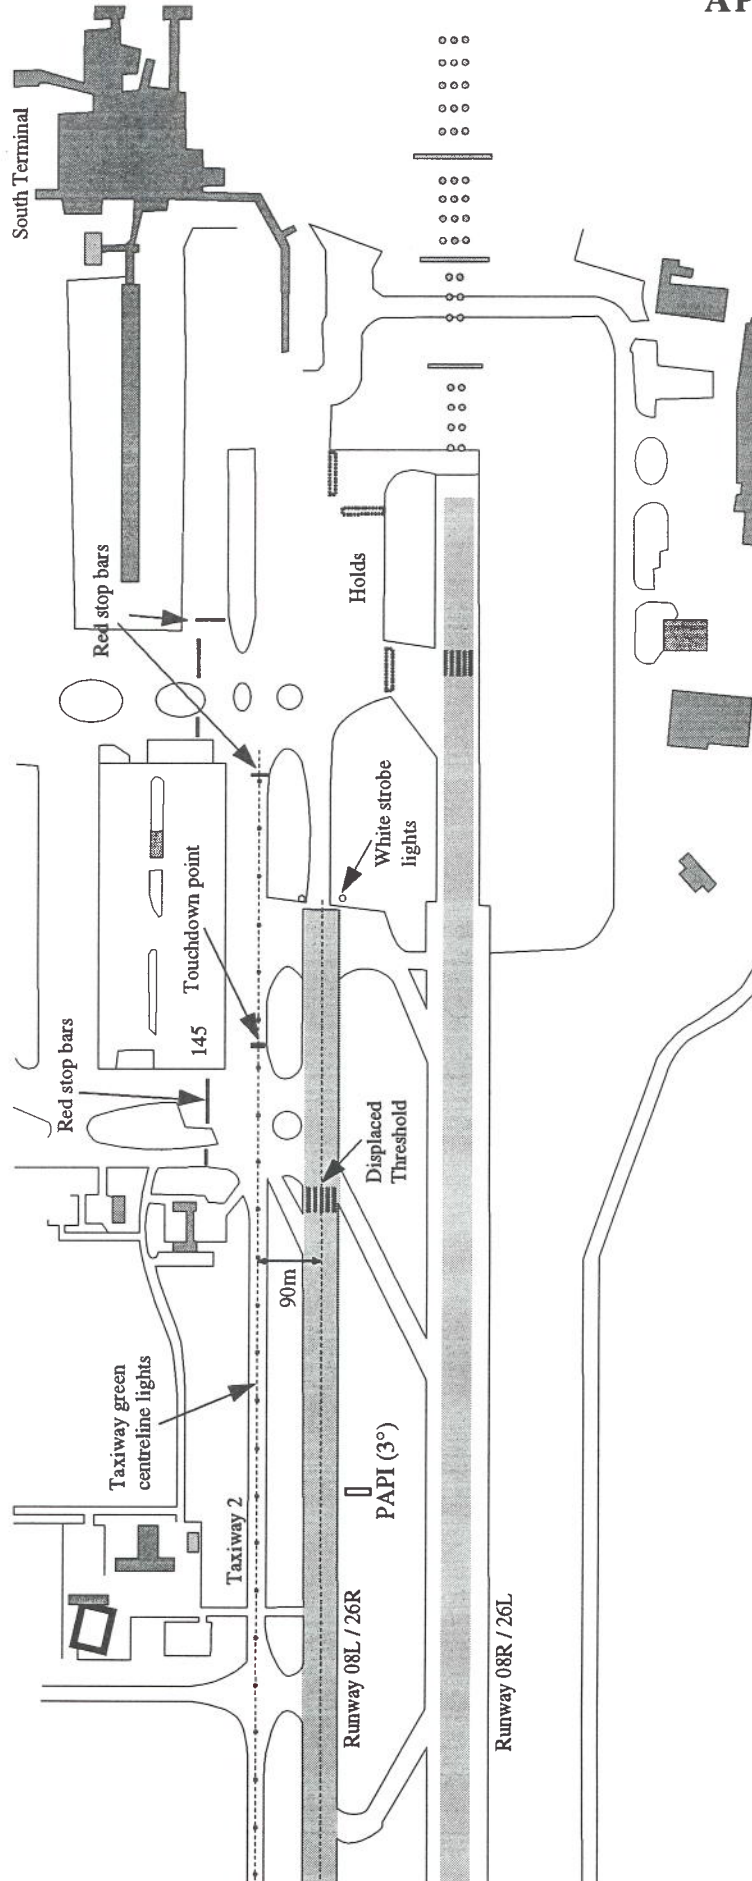 AP
South Terminal
Red stop bars
Holds
White strobe
lights
Touchdown point
145
Red stop bars
Displaced
Threshold
90m
Taxiway green
centreline lights
PAPI (3°)
Taxiway 2
Runway 08L / 26R
Runway 08R / 26L